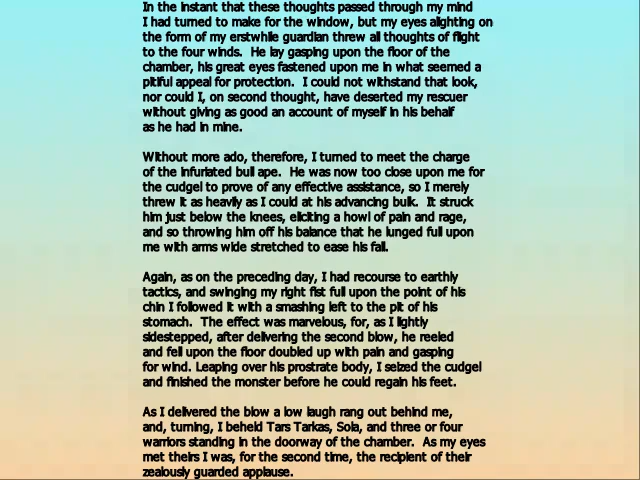 In the instant that these thoughts passed through my mind
I had turned to make for the window, but my eyes alighting on
the form of my erstwhile guardian threw all thoughts of flight
to the four winds.  He lay gasping upon the floor of the
chamber, his great eyes fastened upon me in what seemed a
pitiful appeal for protection.  I could not withstand that look,
nor could I, on second thought, have deserted my rescuer
without giving as good an account of myself in his behalf
as he had in mine.

Without more ado, therefore, I turned to meet the charge
of the infuriated bull ape.  He was now too close upon me for
the cudgel to prove of any effective assistance, so I merely
threw it as heavily as I could at his advancing bulk.  It struck
him just below the knees, eliciting a howl of pain and rage,
and so throwing him off his balance that he lunged full upon
me with arms wide stretched to ease his fall.

Again, as on the preceding day, I had recourse to earthly
tactics, and swinging my right fist full upon the point of his
chin I followed it with a smashing left to the pit of his
stomach.  The effect was marvelous, for, as I lightly
sidestepped, after delivering the second blow, he reeled
and fell upon the floor doubled up with pain and gasping
for wind. Leaping over his prostrate body, I seized the cudgel
and finished the monster before he could regain his feet.

As I delivered the blow a low laugh rang out behind me,
and, turning, I beheld Tars Tarkas, Sola, and three or four
warriors standing in the doorway of the chamber.  As my eyes
met theirs I was, for the second time, the recipient of their
zealously guarded applause.